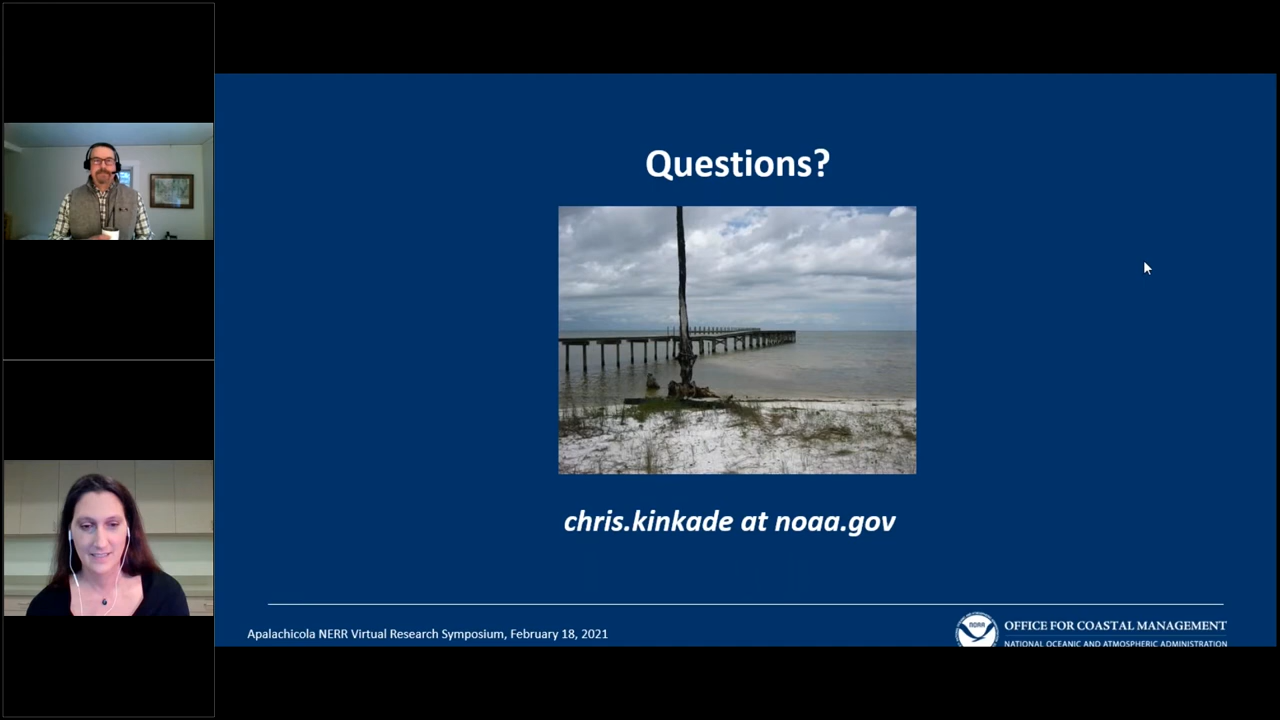 Questions?
chris.kinkade at noaa.gov
Apalachicola NERR Virtual Research Symposium, February 18, 2021
NOAA
OFFICE FOR COASTAL MANAGEMENT
NATIONAL OCEANIC AND ATMOSPHERIC ADMINISTRATION